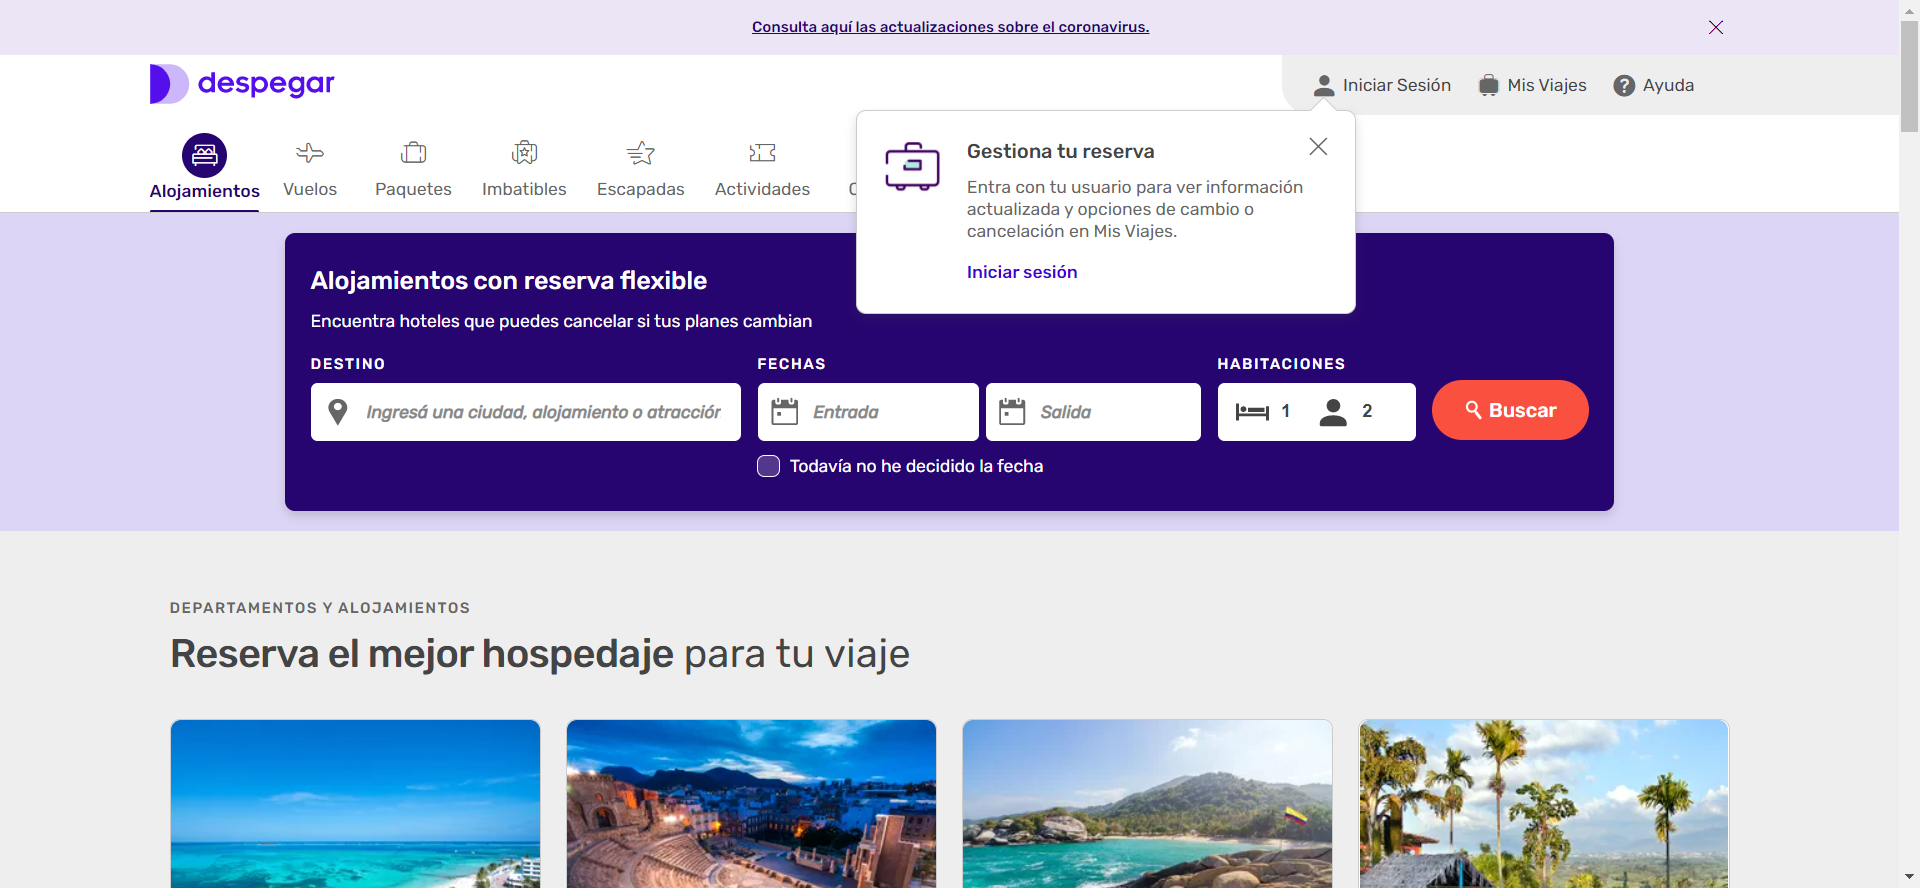 Consulta aquí las actualizaciones sobre el coronavirus.
despegar
Iniciar Sesión
Mis Viajes
Ayuda
Alojamientos
Vuelos
Paquetes
Imbatibles
Escapadas
Actividades
Gestiona tu reserva
Entra con tu usuario para ver información
actualizada y opciones de cambio o
cancelación en Mis Viajes.
Iniciar sesión
Alojamientos con reserva flexible
Encuentra hoteles que puedes cancelar si tus planes cambian
DESTINO
FECHAS
HABITACIONES
Ingresá una ciudad, alojamiento o atracción
Entrada
Salida
1
2
Buscar
Todavía no he decidido la fecha
DEPARTAMENTOS Y ALOJAMIENTOS
Reserva el mejor hospedaje para tu viaje